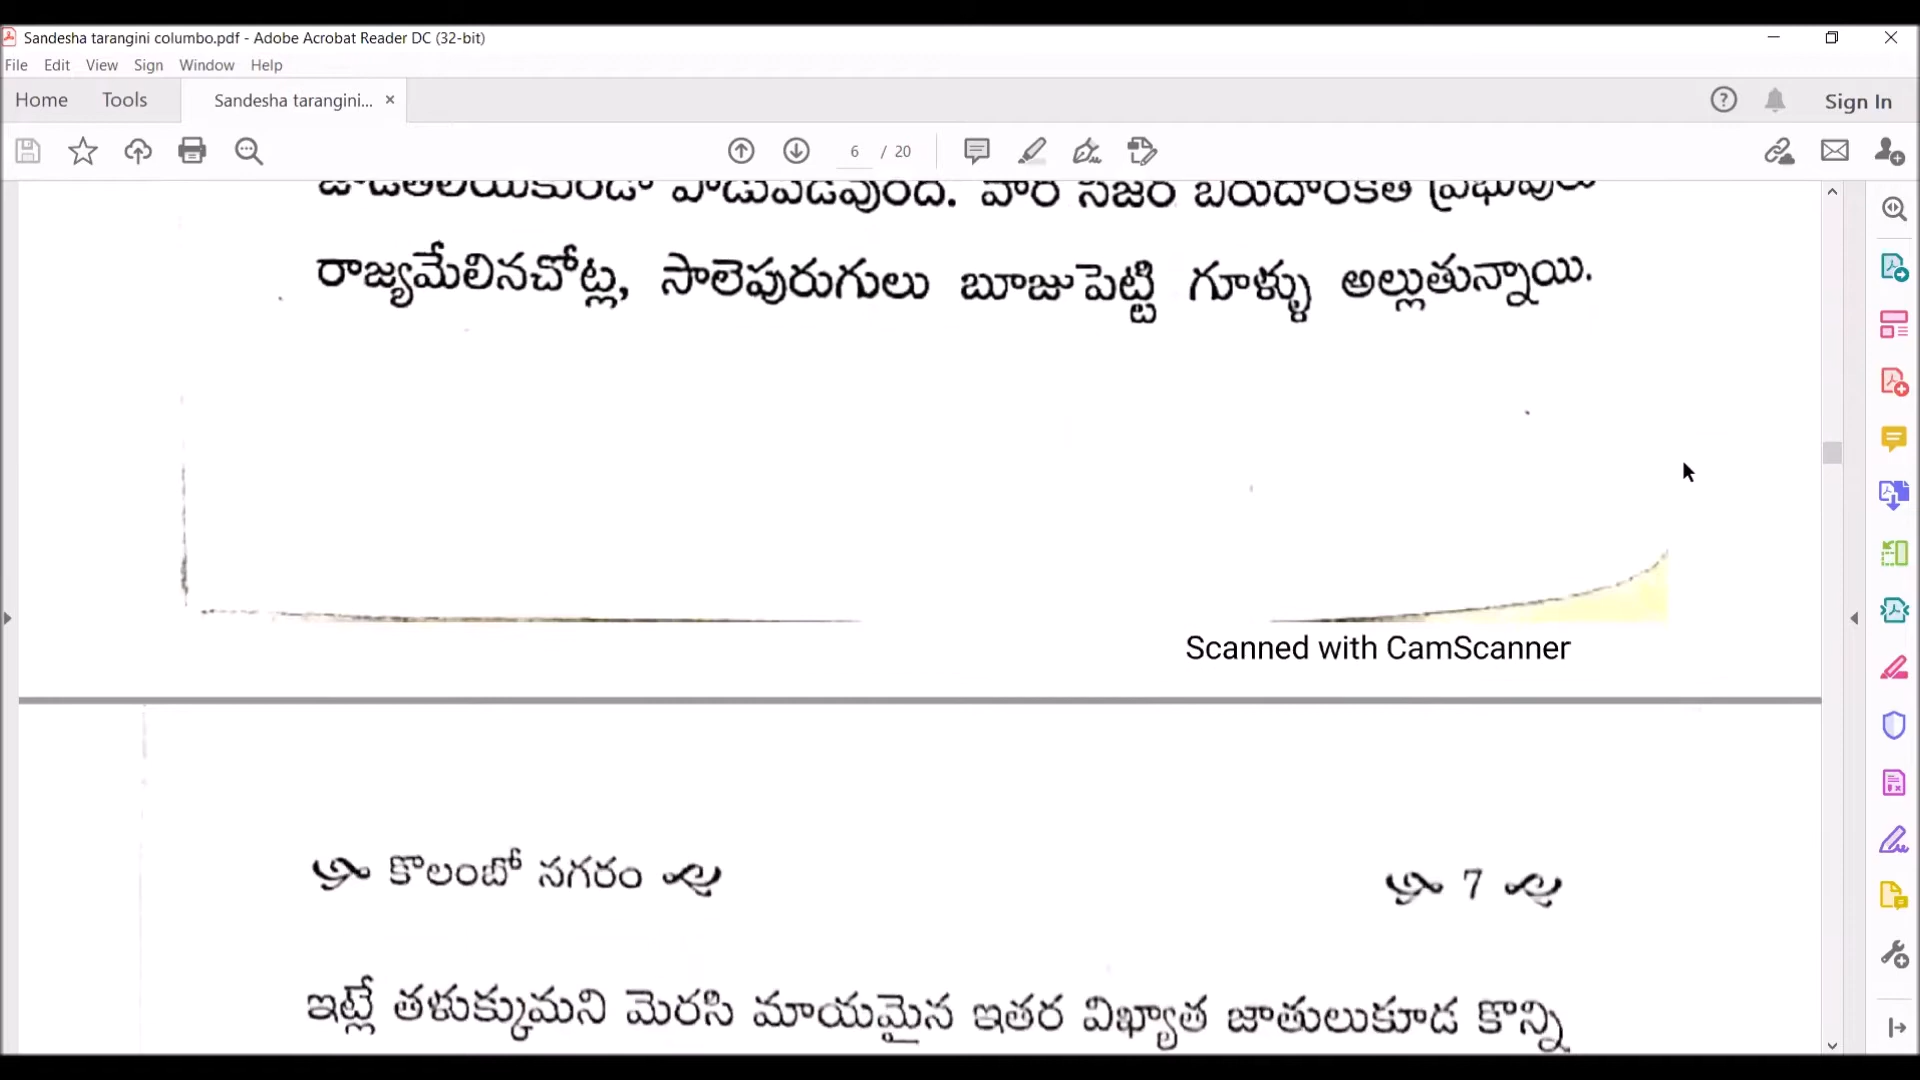 Sandesha tarangini columbo.pdf - Adobe Acrobat Reader DC (32-bit)
File Edit View Sign Window Help
Home Tools Sandesha tarangini... Sign In
6 / 20
రాజ్యమేలినచోట్ల, సాలెపురుగులు బూజుపెట్టి గూళ్ళు అల్లుతున్నాయి.
Scanned with CamScanner
కొలంబో నగరం 7
ఇట్లే తళుక్కుమని మెరసి మాయమైన ఇతర విఖ్యాత జాతులుకూడ కొన్ని